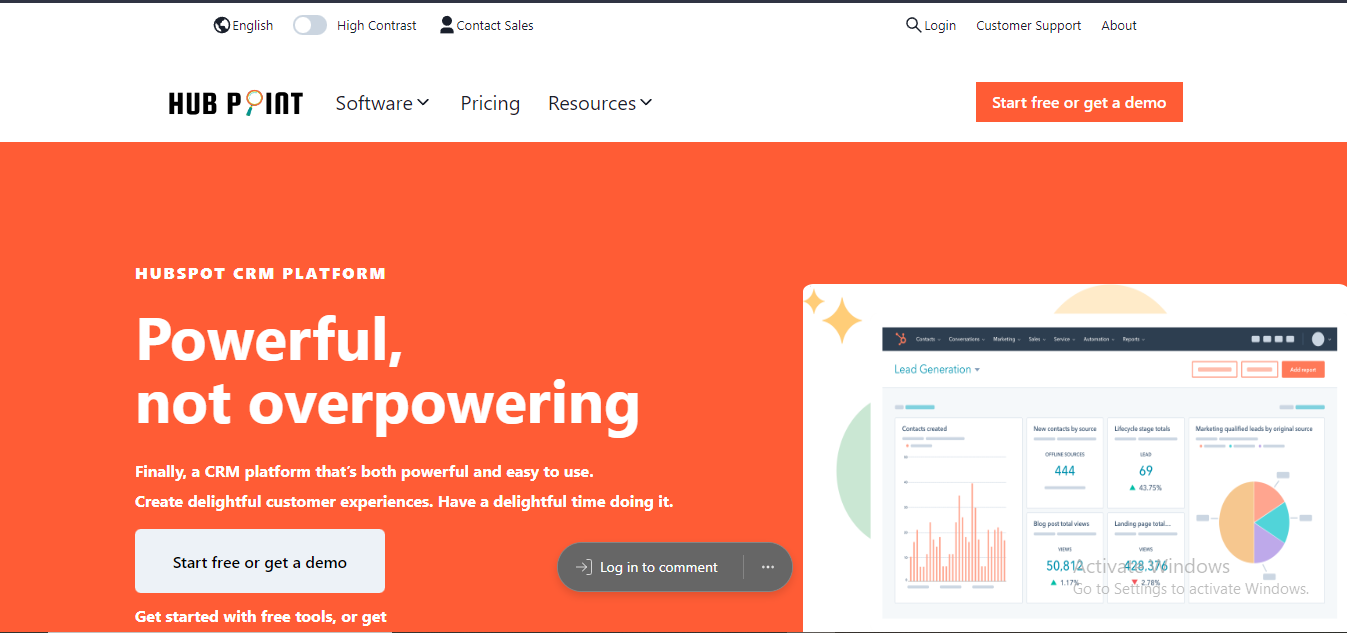 English High Contrast Contact Sales Login Customer Support About
HUB POINT Software Pricing Resources Start free or get a demo
HUBSPOT CRM PLATFORM
Powerful,
not overpowering
Finally, a CRM platform that's both powerful and easy to use.
Create delightful customer experiences. Have a delightful time doing it.
Start free or get a demo
Get started with free tools, or get
Log in to comment
Contacts Conversations Marketing Sales Service Automation Reports
Lead Generation Add report
Contacts created New contacts by source Lifecycle stage totals Marketing qualified leads by original source
OFFLINE SOURCES LEAD
444 69
43.75%
Blog post total views Landing page total...
VIEWS VIEWS
50,812 428,376
1.17% 2.78%
Activate Windows
Go to Settings to activate Windows.